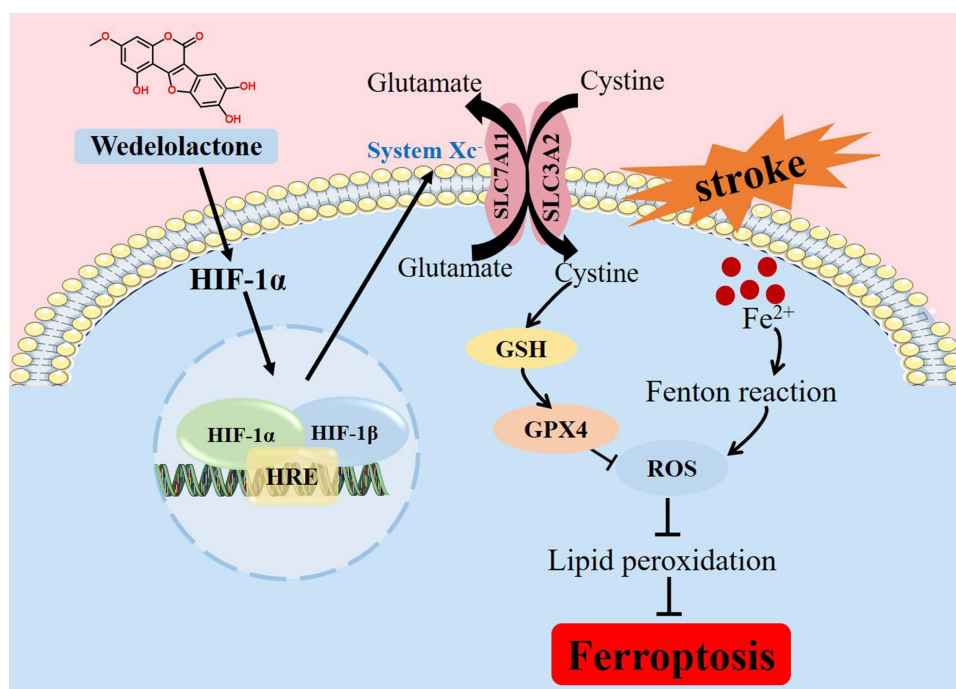 O
O
O
OH
O
OH
OH
Wedelolactone
Glutamate
Cystine
System Xc-
SLC7A11
SLC3A2
stroke
HIF-1α
Glutamate
Cystine
Fe2+
GSH
Fenton reaction
GPX4
ROS
HIF-1α
HIF-1β
HRE
Lipid peroxidation
Ferroptosis